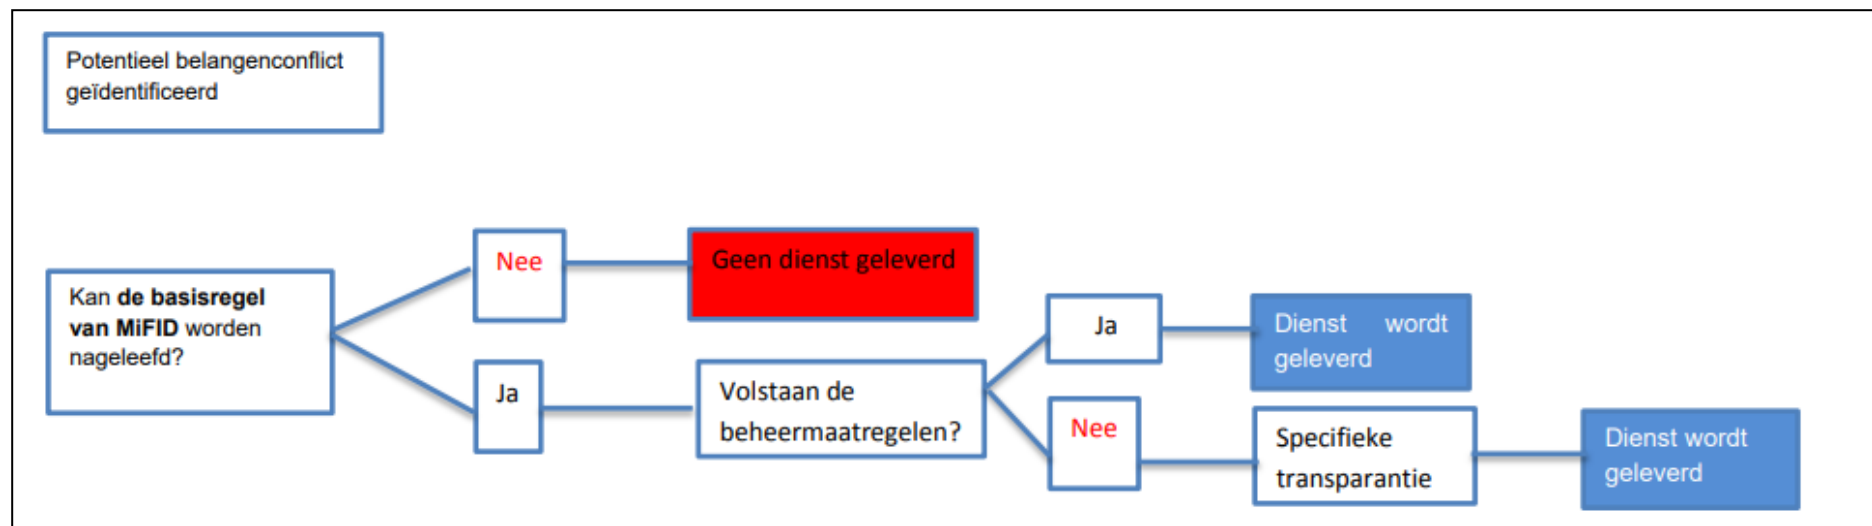 Potentieel belangenconflict
geïdentificeerd
Kan de basisregel
van MiFID worden
nageleefd?
Nee
Geen dienst geleverd
Ja
Volstaan de
beheermaatregelen?
Ja
Dienst wordt
geleverd
Nee
Specifieke
transparantie
Dienst wordt
geleverd